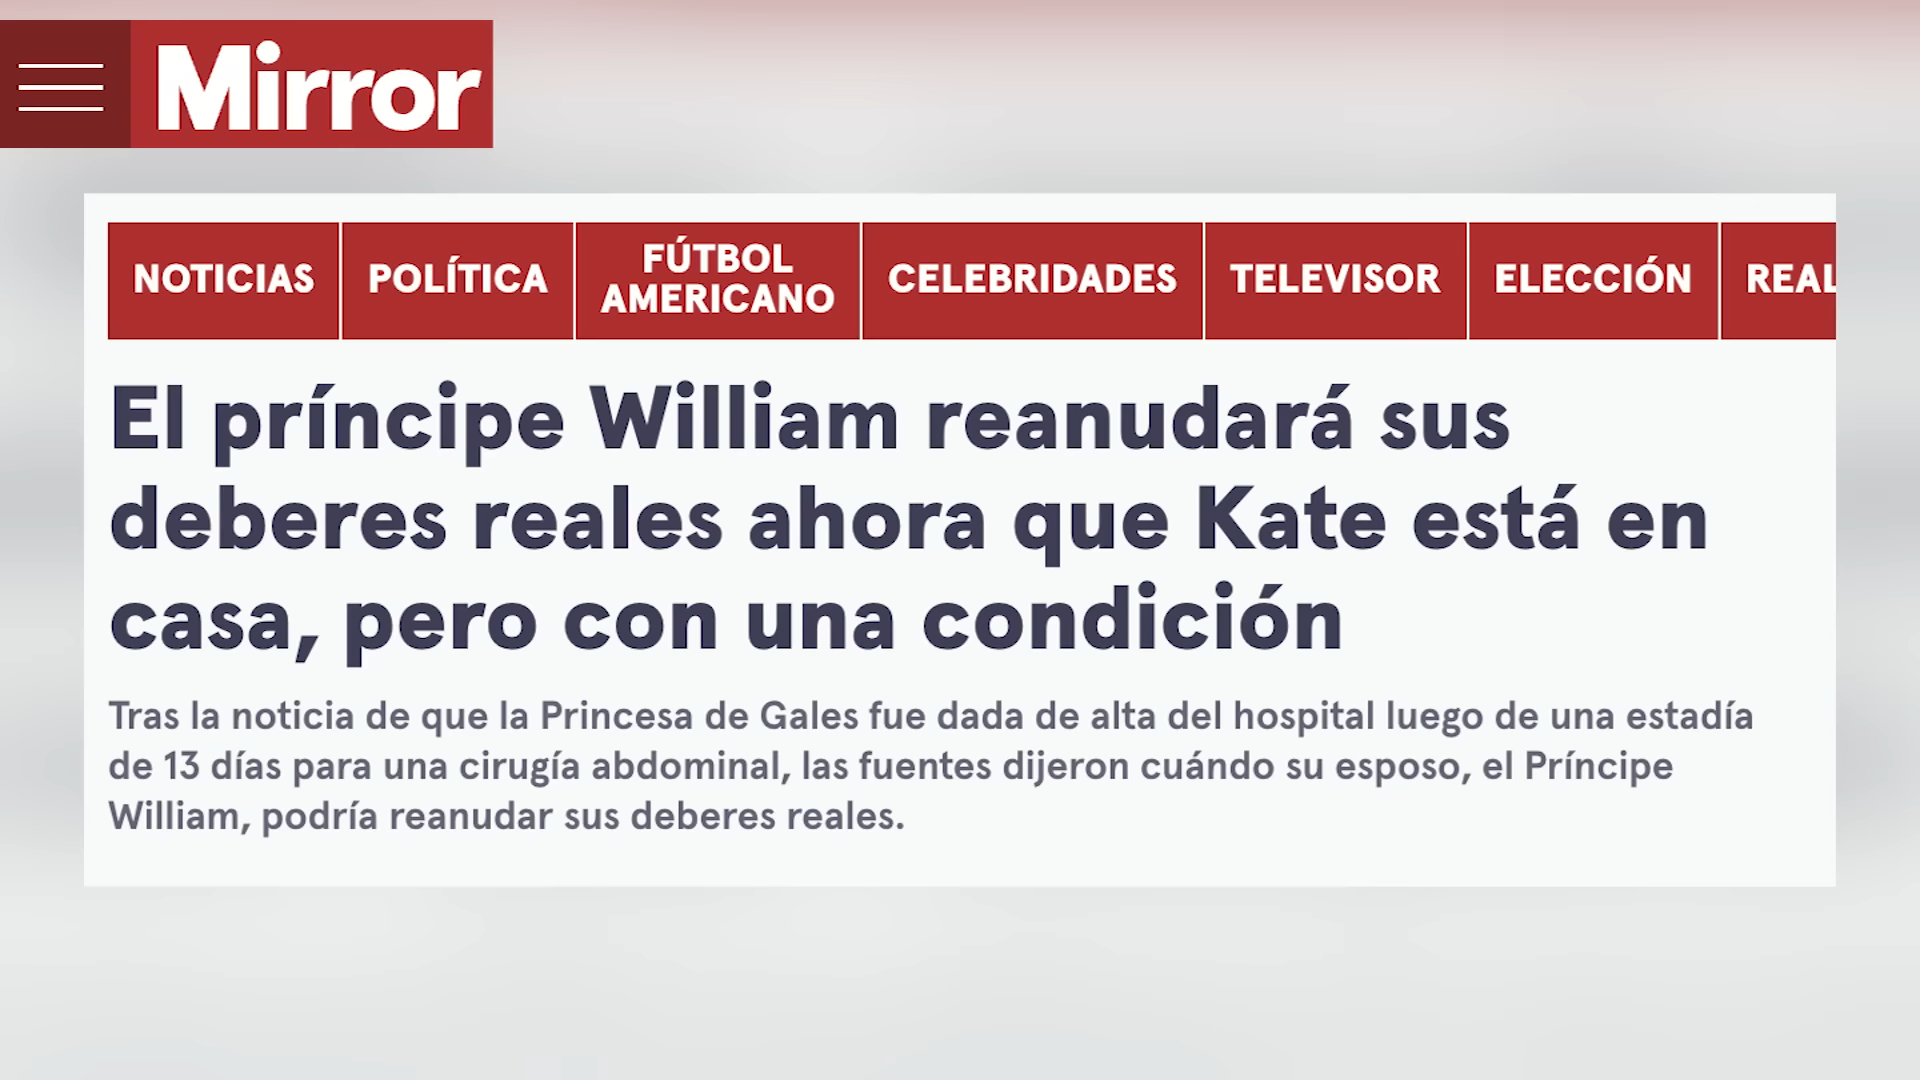 Mirror
NOTICIAS
POLÍTICA
FÚTBOL
AMERICANO
CELEBRIDADES
TELEVISOR
ELECCIÓN
REAL
El príncipe William reanudará sus
deberes reales ahora que Kate está en
casa, pero con una condición
Tras la noticia de que la Princesa de Gales fue dada de alta del hospital luego de una estadía
de 13 días para una cirugía abdominal, las fuentes dijeron cuándo su esposo, el Príncipe
William, podría reanudar sus deberes reales.